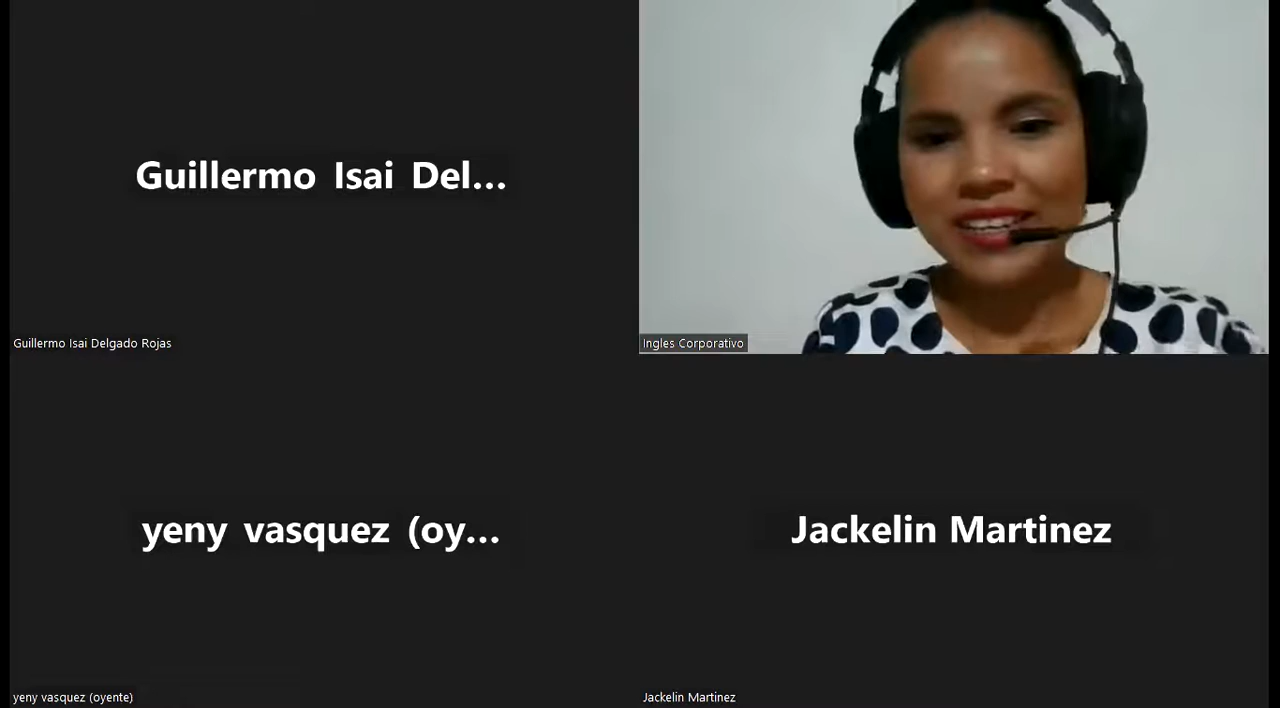 Guillermo Isai Del...
Guillermo Isai Delgado Rojas
Ingles Corporativo
yeny vasquez (oy...
Jackelin Martinez
yeny vasquez (oyente)
Jackelin Martinez